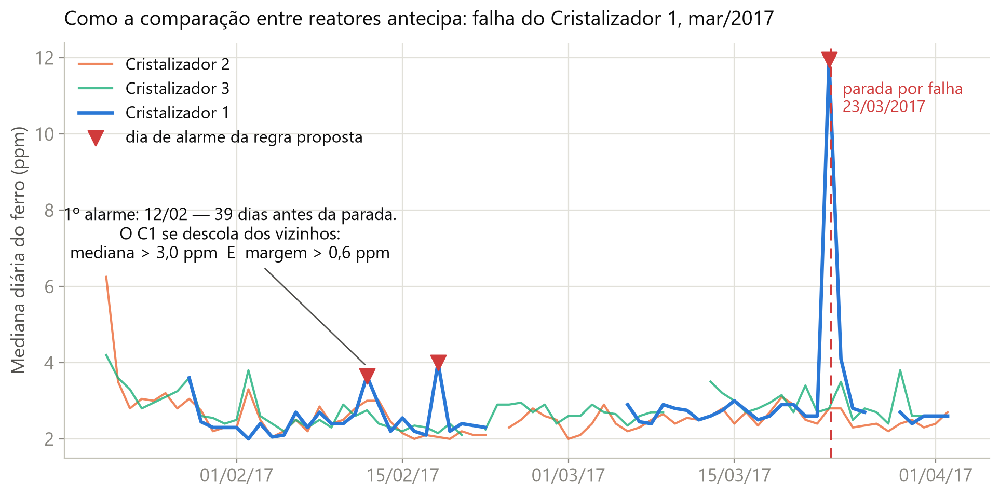 Como a comparação entre reatores antecipa: falha do Cristalizador 1, mar/2017
Mediana diária do ferro (ppm)
12
10
8
6
4
2
Cristalizador 2
Cristalizador 3
Cristalizador 1
dia de alarme da regra proposta
parada por falha
23/03/2017
1º alarme: 12/02 — 39 dias antes da parada.
O C1 se descola dos vizinhos:
mediana > 3,0 ppm  E  margem > 0,6 ppm
01/02/17
15/02/17
01/03/17
15/03/17
01/04/17